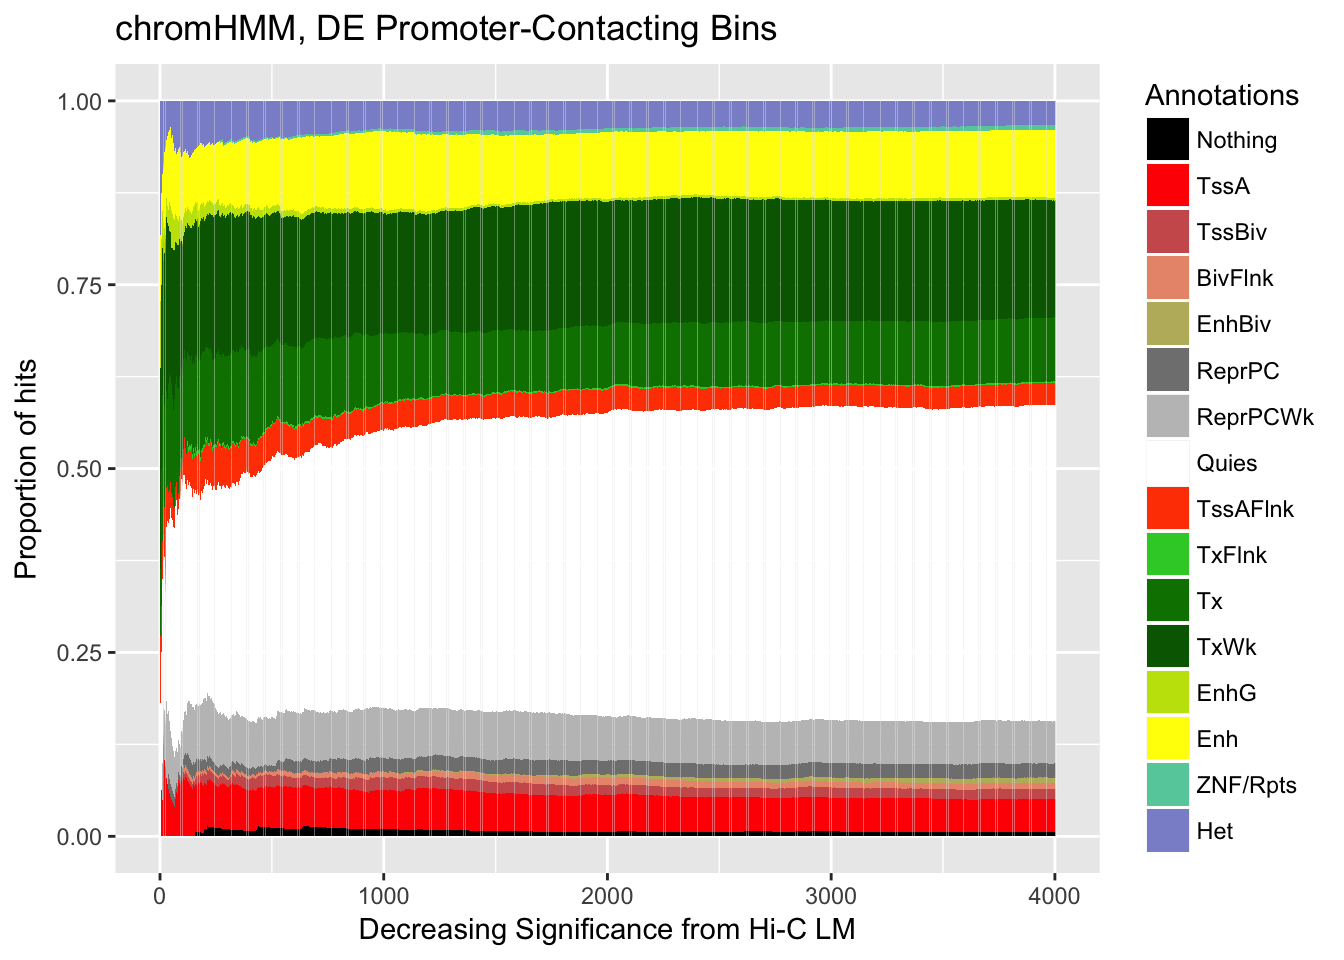 chromHMM, DE Promoter-Contacting Bins
Proportion of hits
1.00
0.75
0.50
0.25
0.00
0
1000
2000
3000
4000
Decreasing Significance from Hi-C LM
Annotations
Nothing
TssA
TssBiv
BivFlnk
EnhBiv
ReprPC
ReprPCWk
Quies
TssAFlnk
TxFlnk
Tx
TxWk
EnhG
Enh
ZNF/Rpts
Het